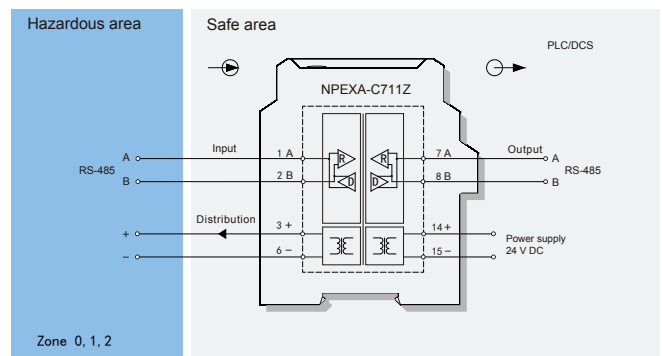 Hazardous area
Safe area
PLC/DCS
NPEXA-C711Z
Input
Output
A
1 A
7 A
A
RS-485
RS-485
R
R
B
2 B
D
D
8 B
B
Distribution
+
3 +
14 +
Power supply
24 V DC
–
6 –
15 –
Zone 0, 1, 2